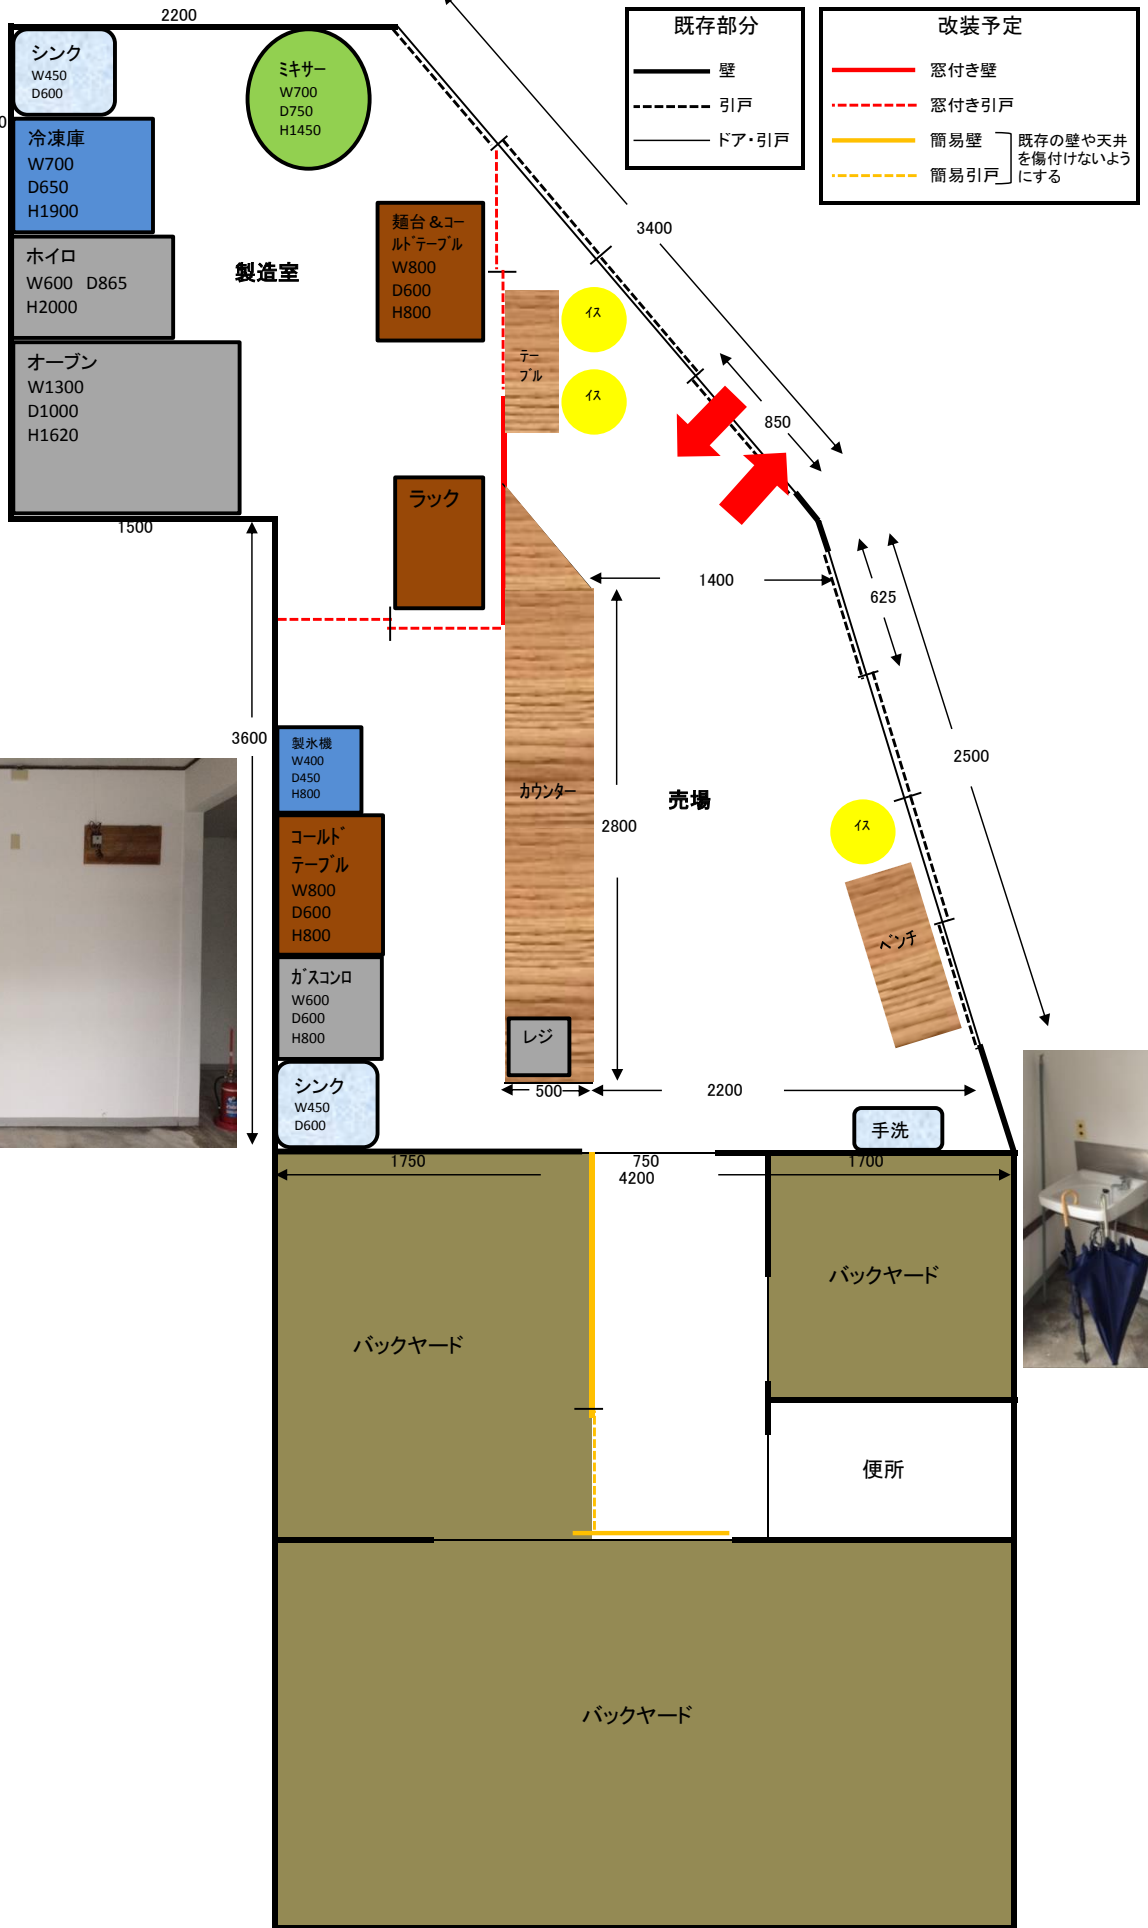 2200
既存部分
壁
引戸
ドア・引戸
改装予定
窓付き壁
窓付き引戸
簡易壁
簡易引戸
既存の壁や天井
を傷付けないよう
にする
シンク
W450
D600
ミキサー
W700
D750
H1450
0
冷凍庫
W700
D650
H1900
ホイロ
W600 D865
H2000
製造室
麺台&コー
ルドテーブル
W800
D600
H800
3400
イス
テー
ブル
イス
オーブン
W1300
D1000
H1620
850
ラック
1500
1400
625
3600
製氷機
W400
D450
H800
カウンター
売場
2800
2500
イス
コールド
テーブル
W800
D600
H800
ベンチ
ガスコンロ
W600
D600
H800
レジ
シンク
W450
D600
500
2200
手洗
1750
750
1700
4200
バックヤード
バックヤード
便所
バックヤード